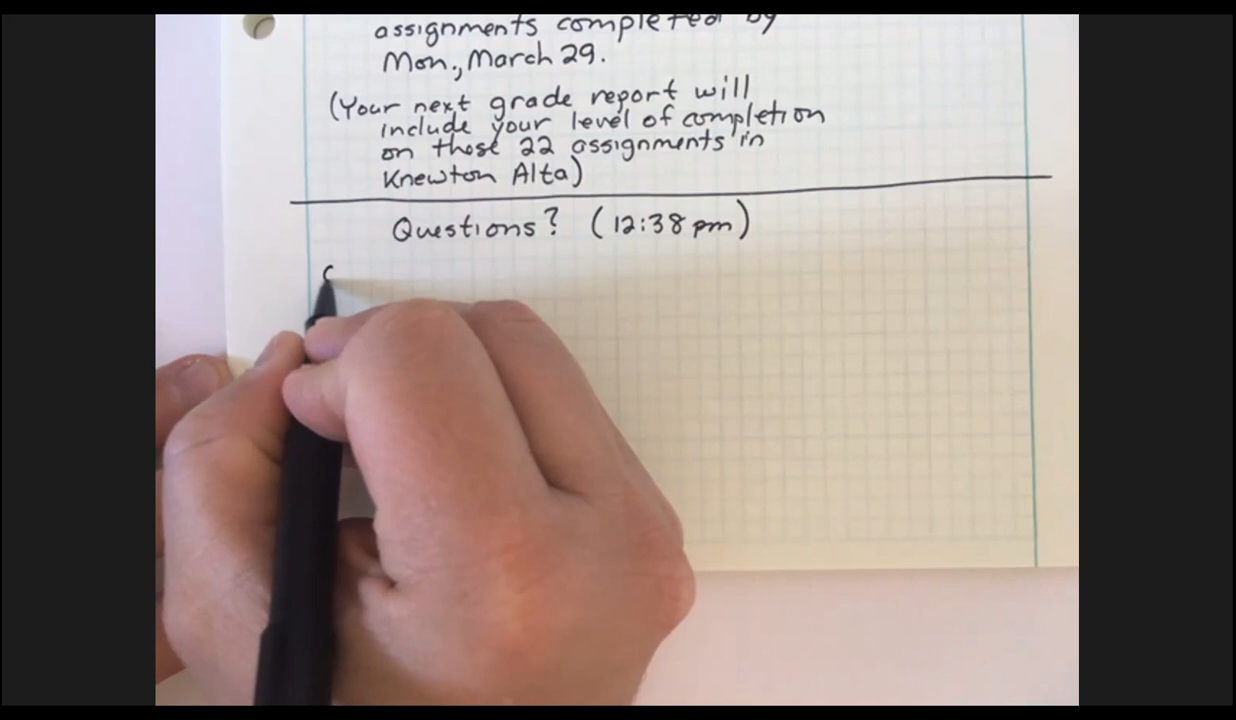 assignments completed by
Mon., March 29.
(Your next grade report will
include your level of completion
on those 22 assignments in
Knewton Alta)
Questions? (12:38 pm)